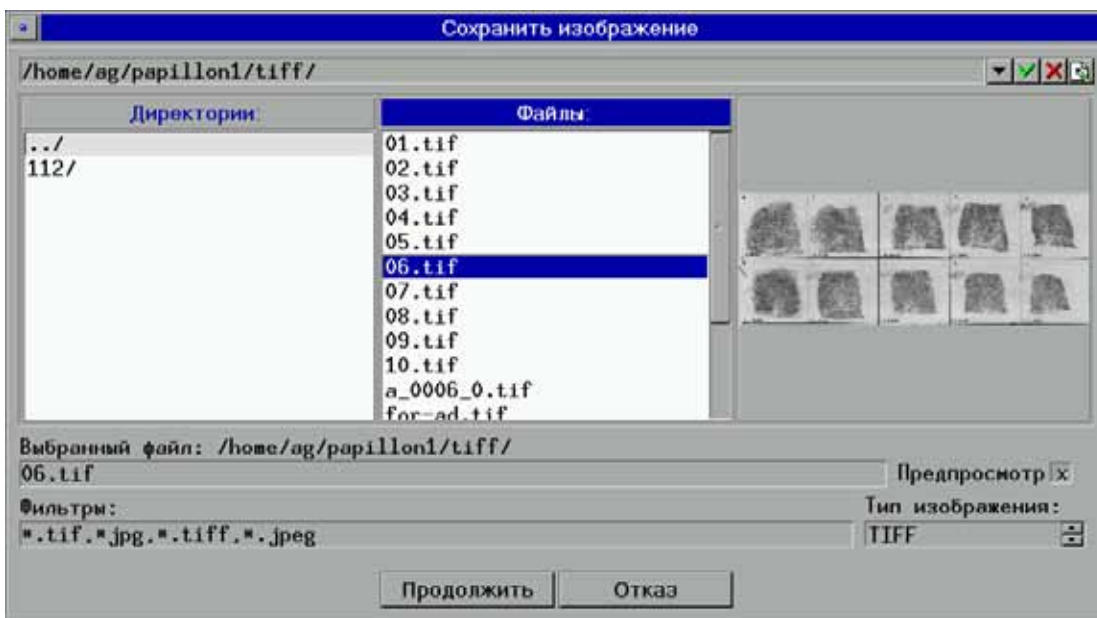 Сохранить изображение
/home/ag/papillon1/tiff/
Директории:
Файлы:
../
112/
01.tif
02.tif
03.tif
04.tif
05.tif
06.tif
07.tif
08.tif
09.tif
10.tif
a_0006_0.tif
for-ad.tif
Выбранный файл: /home/ag/papillon1/tiff/
06.tif
Предпросмотр x
Фильтры:
Тип изображения:
*.tif,*jpg,*.tiff,*.jpeg
TIFF
Продолжить
Отказ